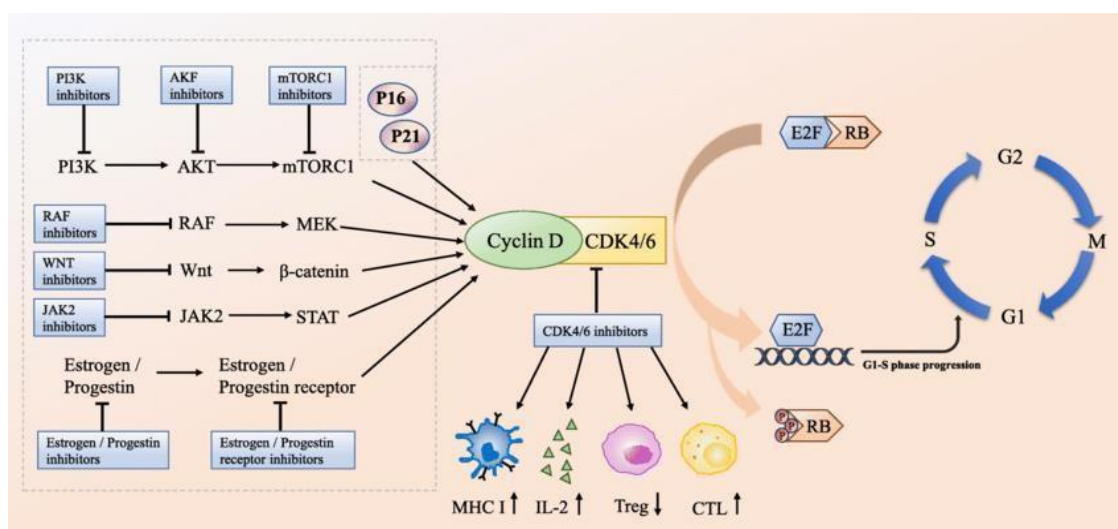 PI3K
inhibitors
AKF
inhibitors
mTORC1
inhibitors
P16
P21
PI3K
AKT
mTORC1
RAF
inhibitors
RAF
MEK
WNT
inhibitors
Wnt
β-catenin
JAK2
inhibitors
JAK2
STAT
Estrogen /
Progestin
Estrogen /
Progestin receptor
Estrogen / Progestin
inhibitors
Estrogen / Progestin
receptor inhibitors
Cyclin D
CDK4/6
CDK4/6 inhibitors
MHC I
IL-2
Treg
CTL
E2F
RB
E2F
G1-S phase progression
P
P
P
RB
G2
S
M
G1